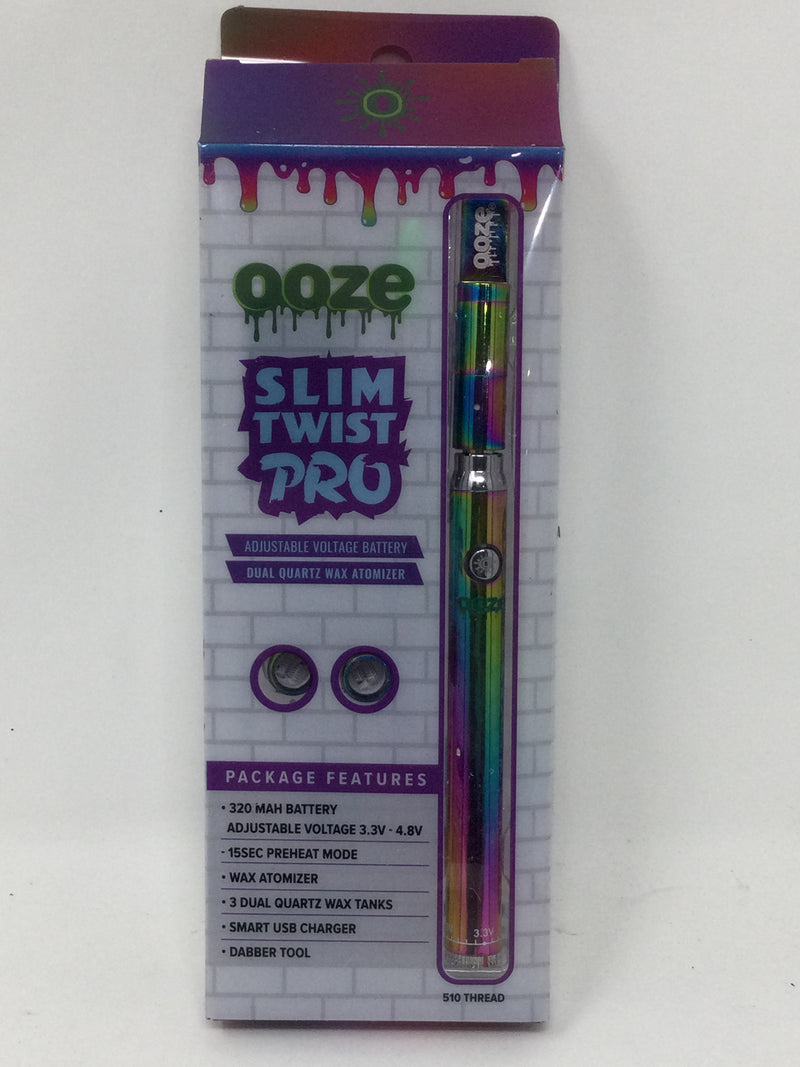 ooze
SLIM
TWIST
PRO
ADJUSTABLE VOLTAGE BATTERY
DUAL QUARTZ WAX ATOMIZER
PACKAGE FEATURES
• 320 MAH BATTERY
ADJUSTABLE VOLTAGE 3.3V - 4.8V
- 15SEC PREHEAT MODE
• WAX ATOMIZER
• 3 DUAL QUARTZ WAX TANKS
• SMART USB CHARGER
• DABBER TOOL
ooze
ooze
3.3V
510 THREAD